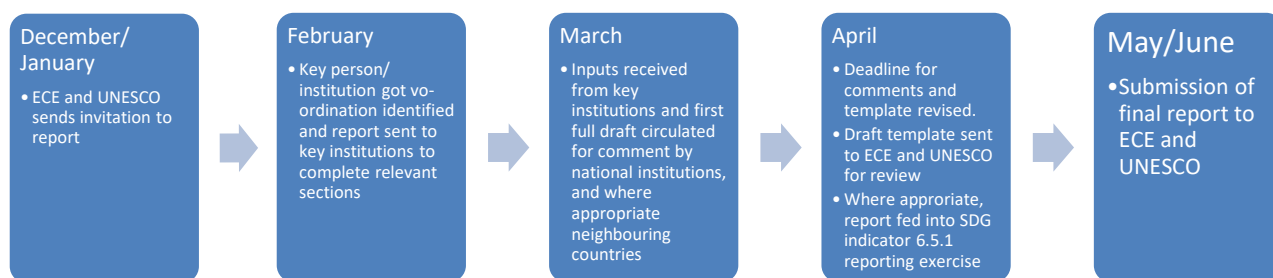 December/
January
• ECE and UNESCO
sends invitation to
report
February
• Key person/
institution got vo-
ordination identified
and report sent to
key institutions to
complete relevant
sections
March
• Inputs received
from key
institutions and first
full draft circulated
for comment by
national institutions,
and where
appropriate
neighbouring
countries
April
• Deadline for
comments and
template revised.
• Draft template sent
to ECE and UNESCO
for review
• Where approriate,
report fed into SDG
indicator 6.5.1
reporting exercise
May/June
•Submission of
final report to
ECE and
UNESCO